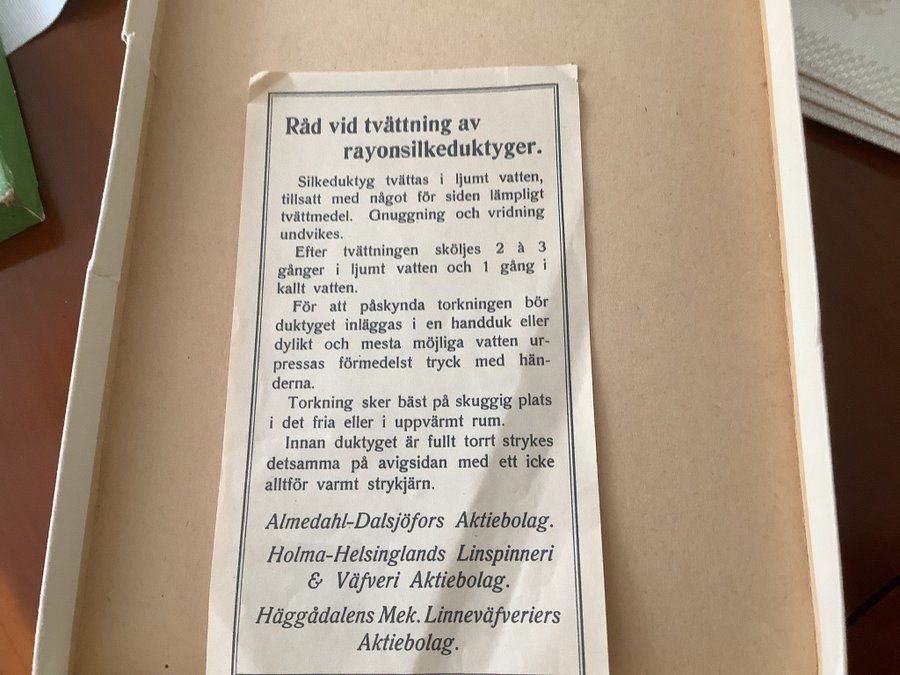 Råd vid tvättning av
rayonsilkeduktyger.
Silkeduktyg tvättas i ljumt vatten,
tillsatt med något för siden lämpligt
tvättmedel. Gnuggning och vridning
undvikes.
Efter tvättningen sköljes 2 à 3
gånger i ljumt vatten och 1 gång i
kallt vatten.
För att påskynda torkningen bör
duktyget inläggas i en handduk eller
dylikt och mesta möjliga vatten ur-
pressas förmedelst tryck med hän-
derna.
Torkning sker bäst på skuggig plats
i det fria eller i uppvärmt rum.
Innan duktyget är fullt torrt strykes
detsamma på avigsidan med ett icke
alltför varmt strykjärn.
Almedahl-Dalsjöfors Aktiebolag.
Holma-Helsinglands Linspinneri
& Väfveri Aktiebolag.
Häggådalens Mek. Linneväfveriers
Aktiebolag.